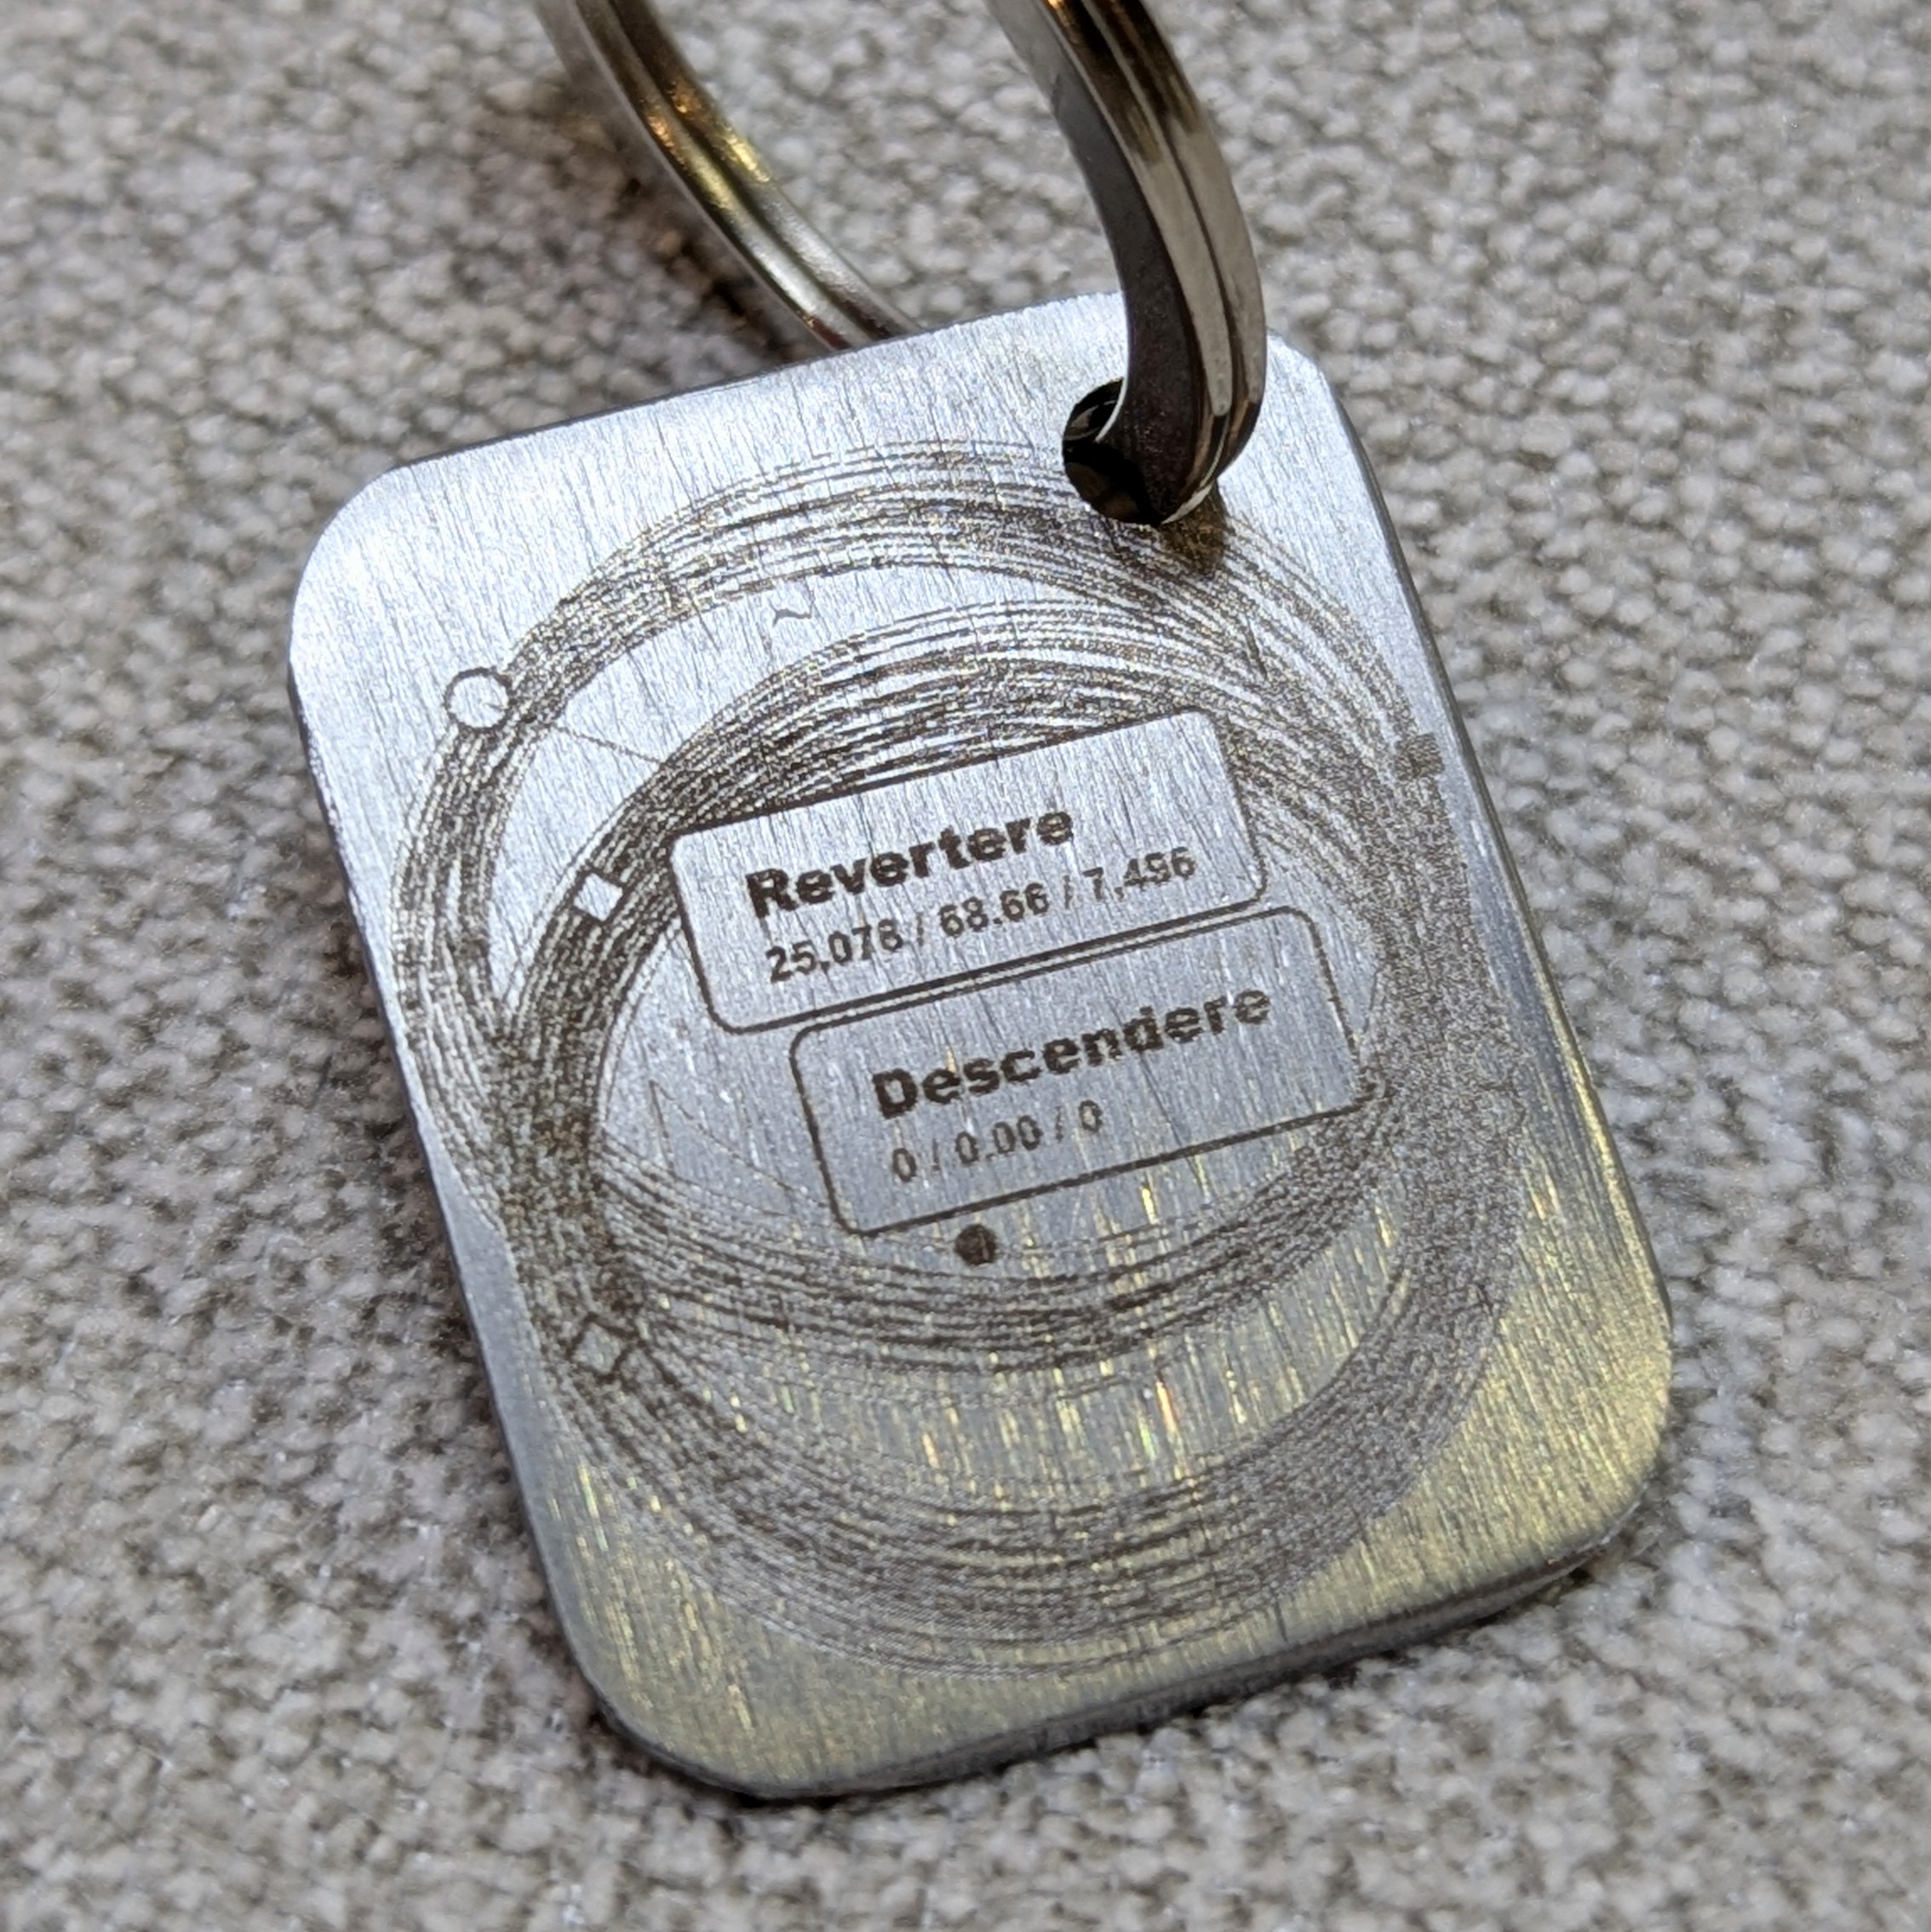 Revertere
25,078 / 68.66 / 7,496
Descendere
0 / 0.00 / 0